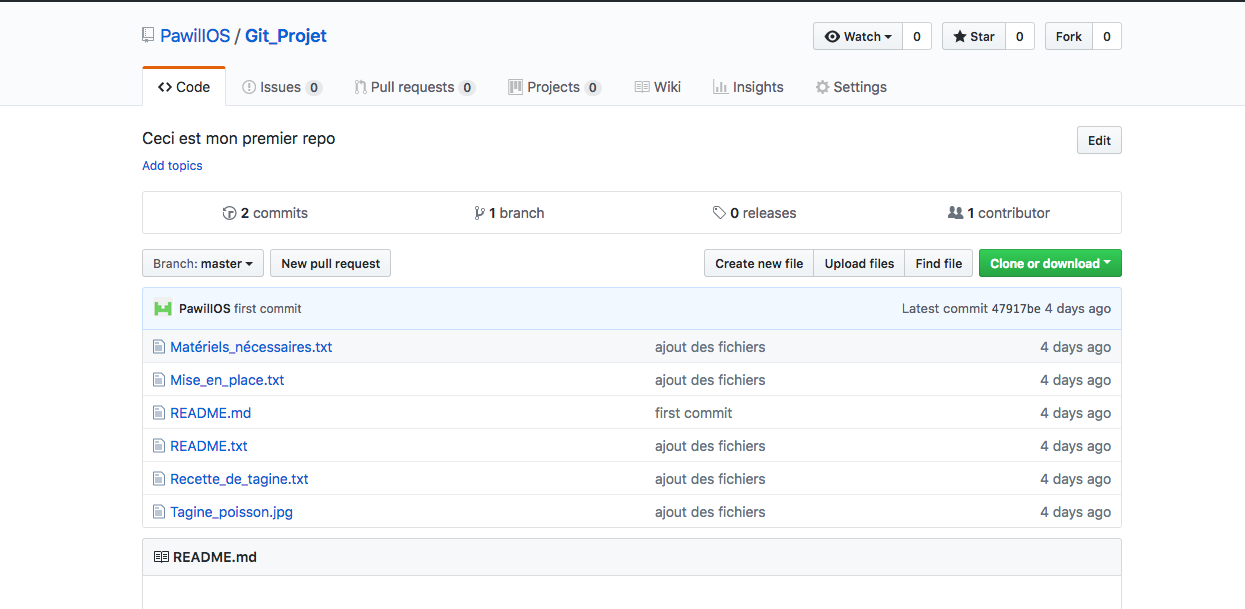 PawillOS / Git_Projet Watch 0 Star 0 Fork 0
Code Issues 0 Pull requests 0 Projects 0 Wiki Insights Settings
Ceci est mon premier repo Edit
Add topics
2 commits 1 branch 0 releases 1 contributor
Branch: master New pull request Create new file Upload files Find file Clone or download
PawillOS first commit Latest commit 47917be 4 days ago
Matériels_nécessaires.txt ajout des fichiers 4 days ago
Mise_en_place.txt ajout des fichiers 4 days ago
README.md first commit 4 days ago
README.txt ajout des fichiers 4 days ago
Recette_de_tagine.txt ajout des fichiers 4 days ago
Tagine_poisson.jpg ajout des fichiers 4 days ago
README.md